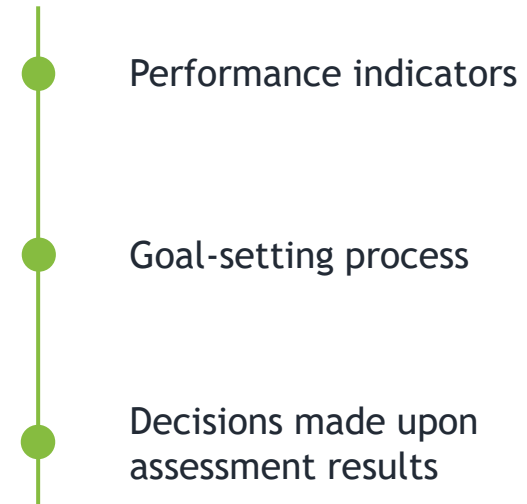 Performance indicators
Goal-setting process
Decisions made upon
assessment results